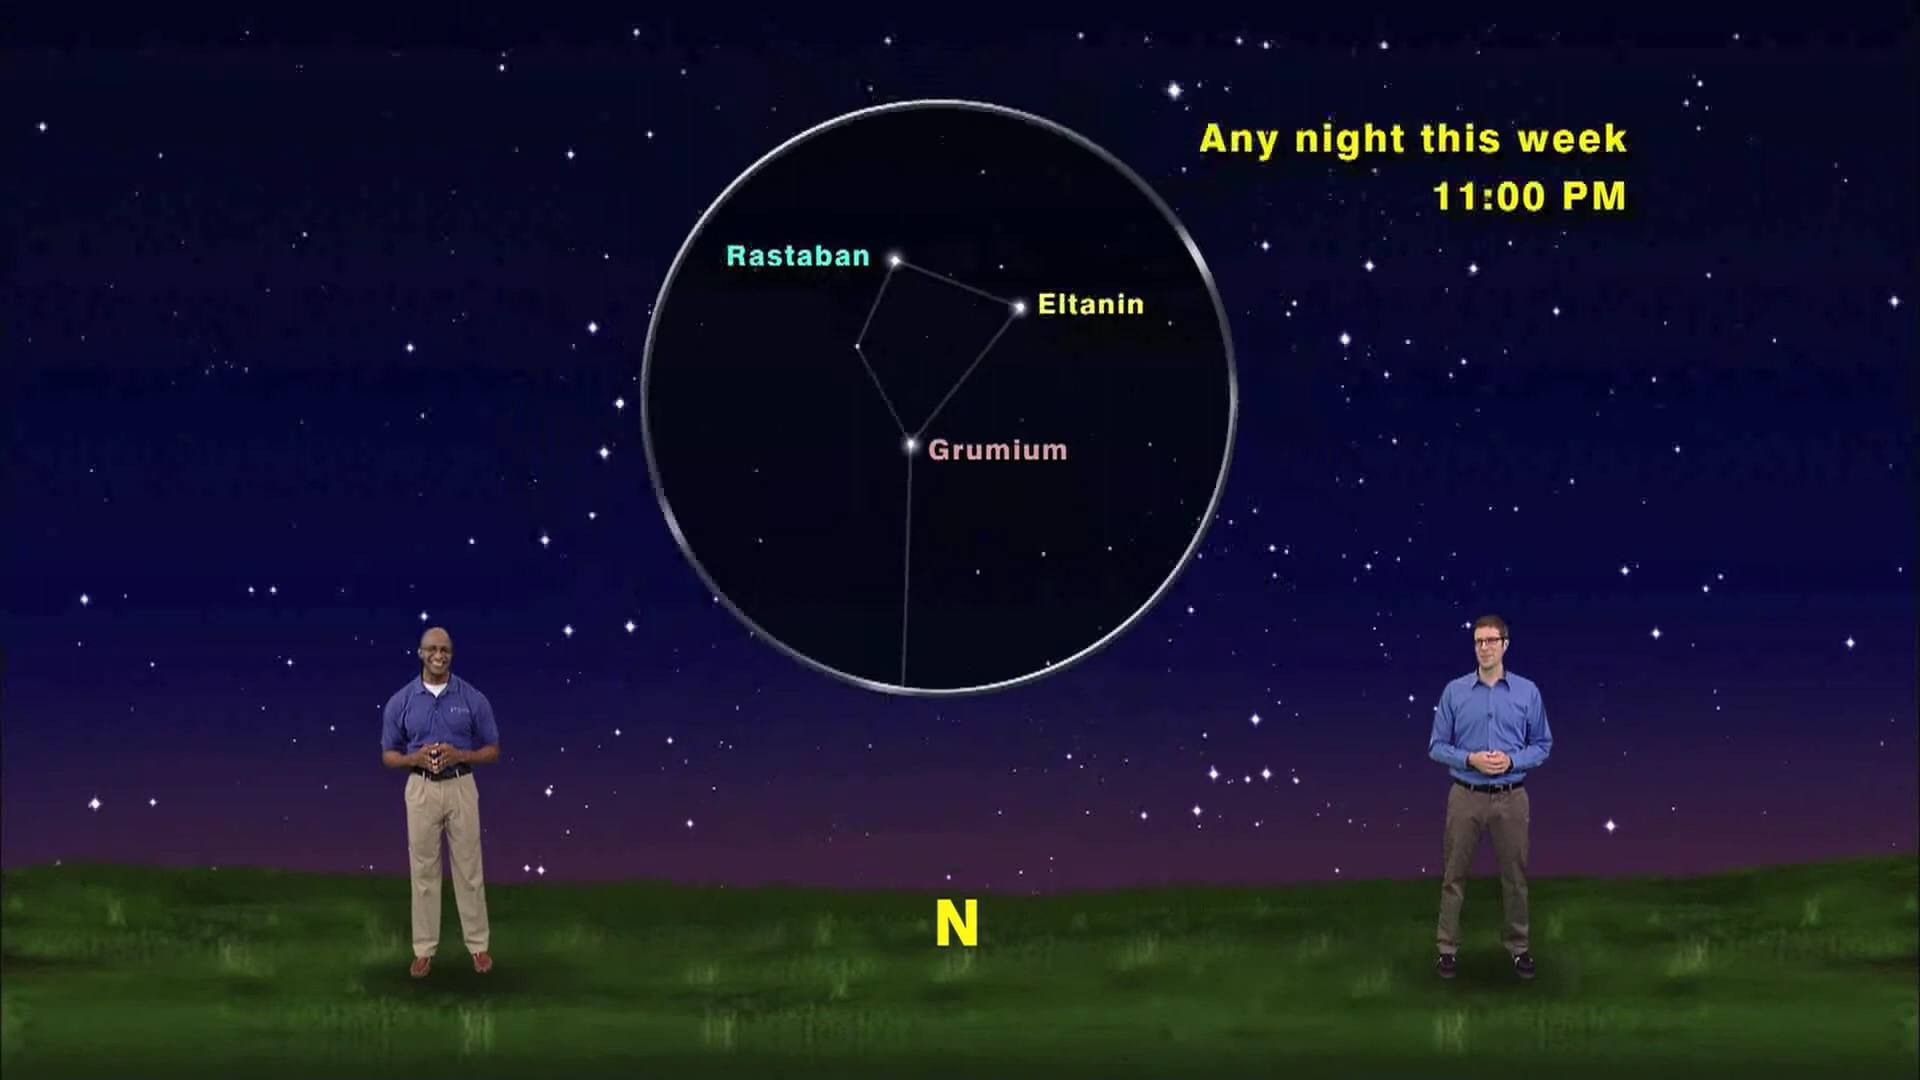 Any night this week
11:00 PM
Rastaban
Eltanin
Grumium
N